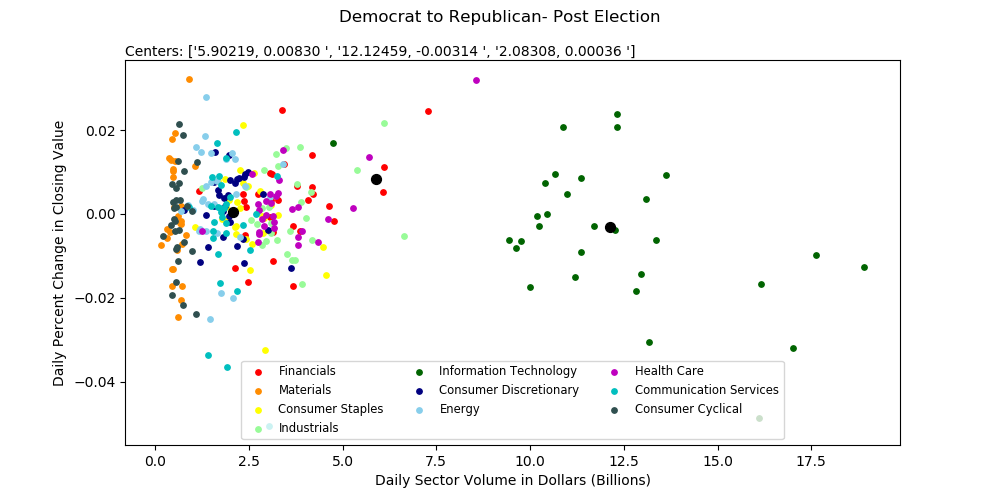 Democrat to Republican- Post Election
Centers: ['5.90219, 0.00830 ', '12.12459, -0.00314 ', '2.08308, 0.00036 ']
Daily Percent Change in Closing Value
0.02
0.00
−0.02
−0.04
Financials
Materials
Consumer Staples
Industrials
Information Technology
Consumer Discretionary
Energy
Health Care
Communication Services
Consumer Cyclical
0.0 2.5 5.0 7.5 10.0 12.5 15.0 17.5
Daily Sector Volume in Dollars (Billions)